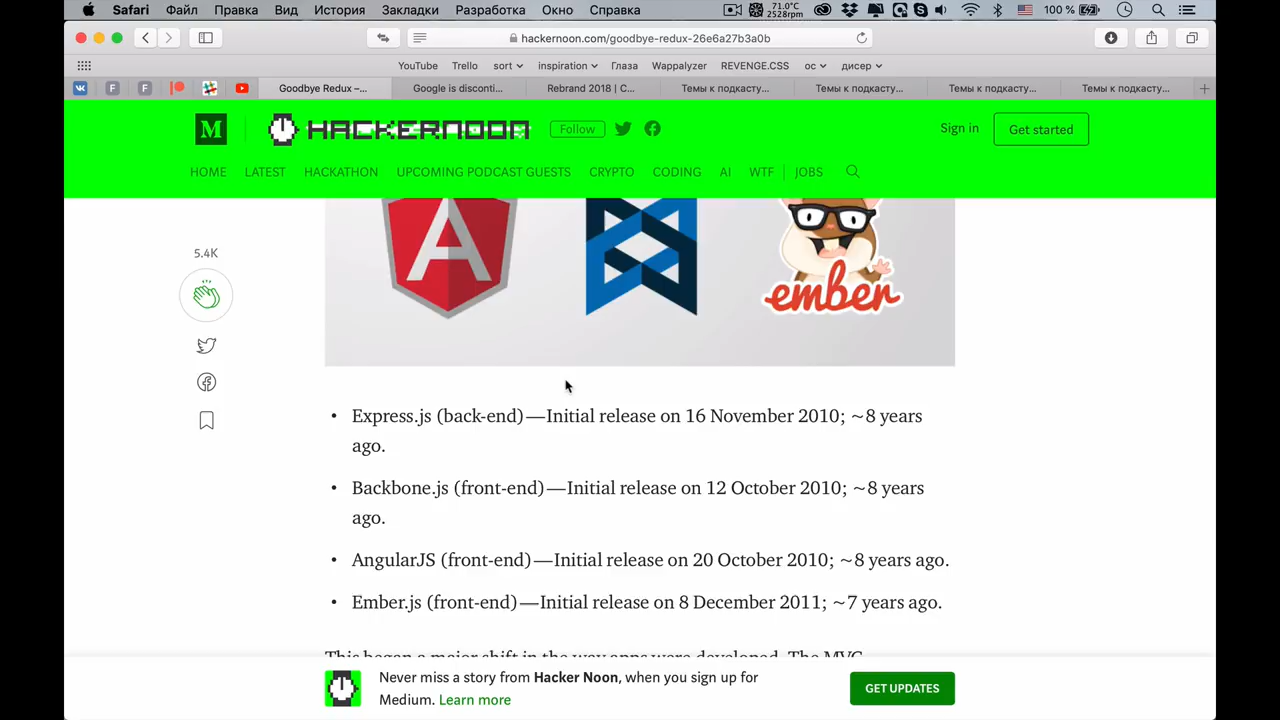 Safari Файл Правка Вид История Закладки Разработка Окно Справка 71.0°C 2528rpm 100 %
hackernoon.com/goodbye-redux-26e6a27b3a0b
YouTube Trello sort inspiration Глаза Wappalyzer REVENGE.CSS ос дисер
Goodbye Redux –... Google is disconti... Rebrand 2018 | C... Темы к подкасту... Темы к подкасту... Темы к подкасту... Темы к подкасту...
M HACKERNOON Follow Sign in Get started
HOME LATEST HACKATHON UPCOMING PODCAST GUESTS CRYPTO CODING AI WTF JOBS
A ember
5.4K
• Express.js (back-end)—Initial release on 16 November 2010; ~8 years
ago.
• Backbone.js (front-end)—Initial release on 12 October 2010; ~8 years
ago.
• AngularJS (front-end)—Initial release on 20 October 2010; ~8 years ago.
• Ember.js (front-end)—Initial release on 8 December 2011; ~7 years ago.
This began a major shift in the way apps were developed. The MVC
Never miss a story from Hacker Noon, when you sign up for
Medium. Learn more
GET UPDATES